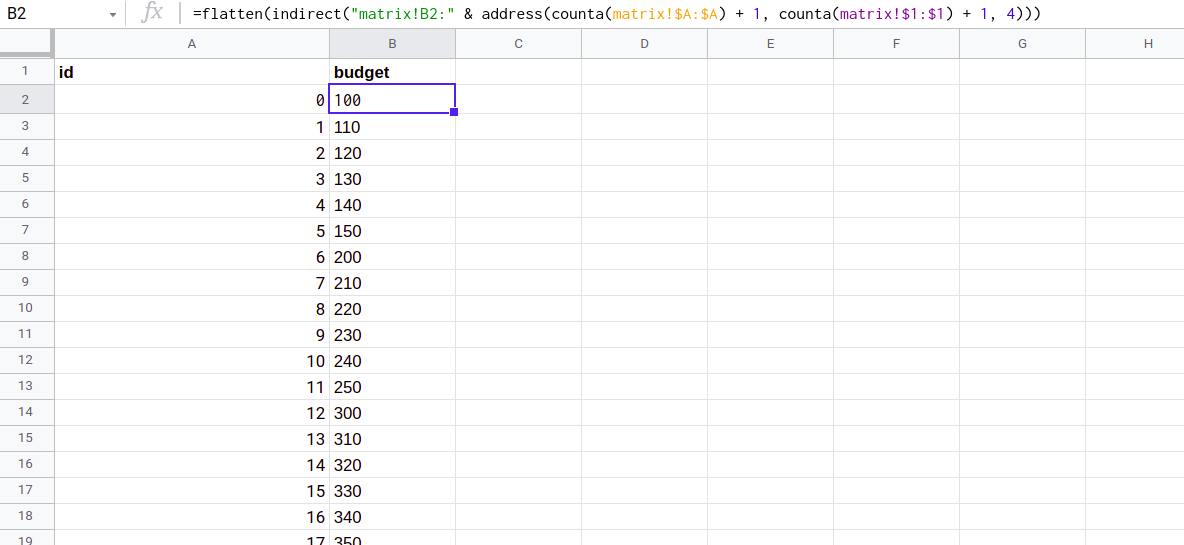 B2 fx =flatten(indirect("matrix!B2:" & address(counta(matrix!$A:$A) + 1, counta(matrix!$1:$1) + 1, 4)))
A B C D E F G H
1 id budget
2 0 100
3 1 110
4 2 120
5 3 130
6 4 140
7 5 150
8 6 200
9 7 210
10 8 220
11 9 230
12 10 240
13 11 250
14 12 300
15 13 310
16 14 320
17 15 330
18 16 340
19 17 350